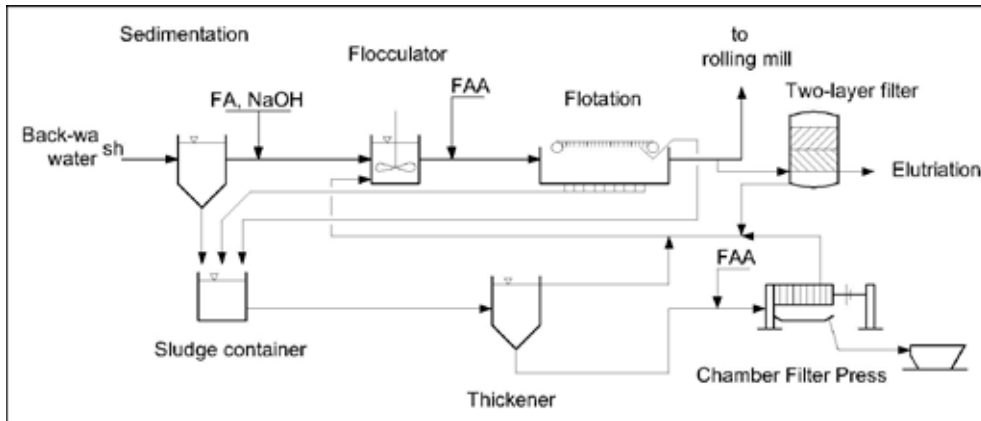 Sedimentation
Flocculator
to
rolling mill
Two-layer filter
FA, NaOH
FAA
Flotation
Back-wa sh
water
Elutriation
FAA
Sludge container
Thickener
Chamber Filter Press